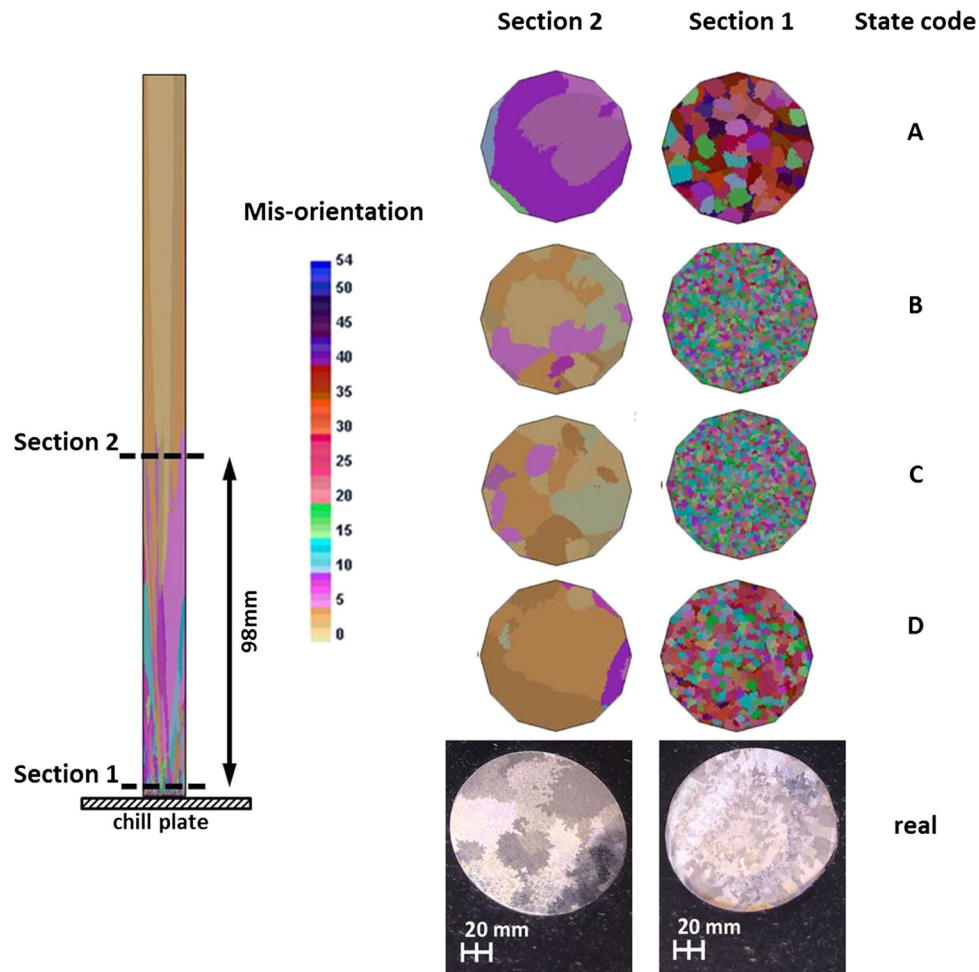 Section 2 Section 1 State code
A
Mis-orientation
54
50
45
40
35
30
25
20
15
10
5
0
B
Section 2
C
98mm
D
Section 1
chill plate
real
20 mm 20 mm